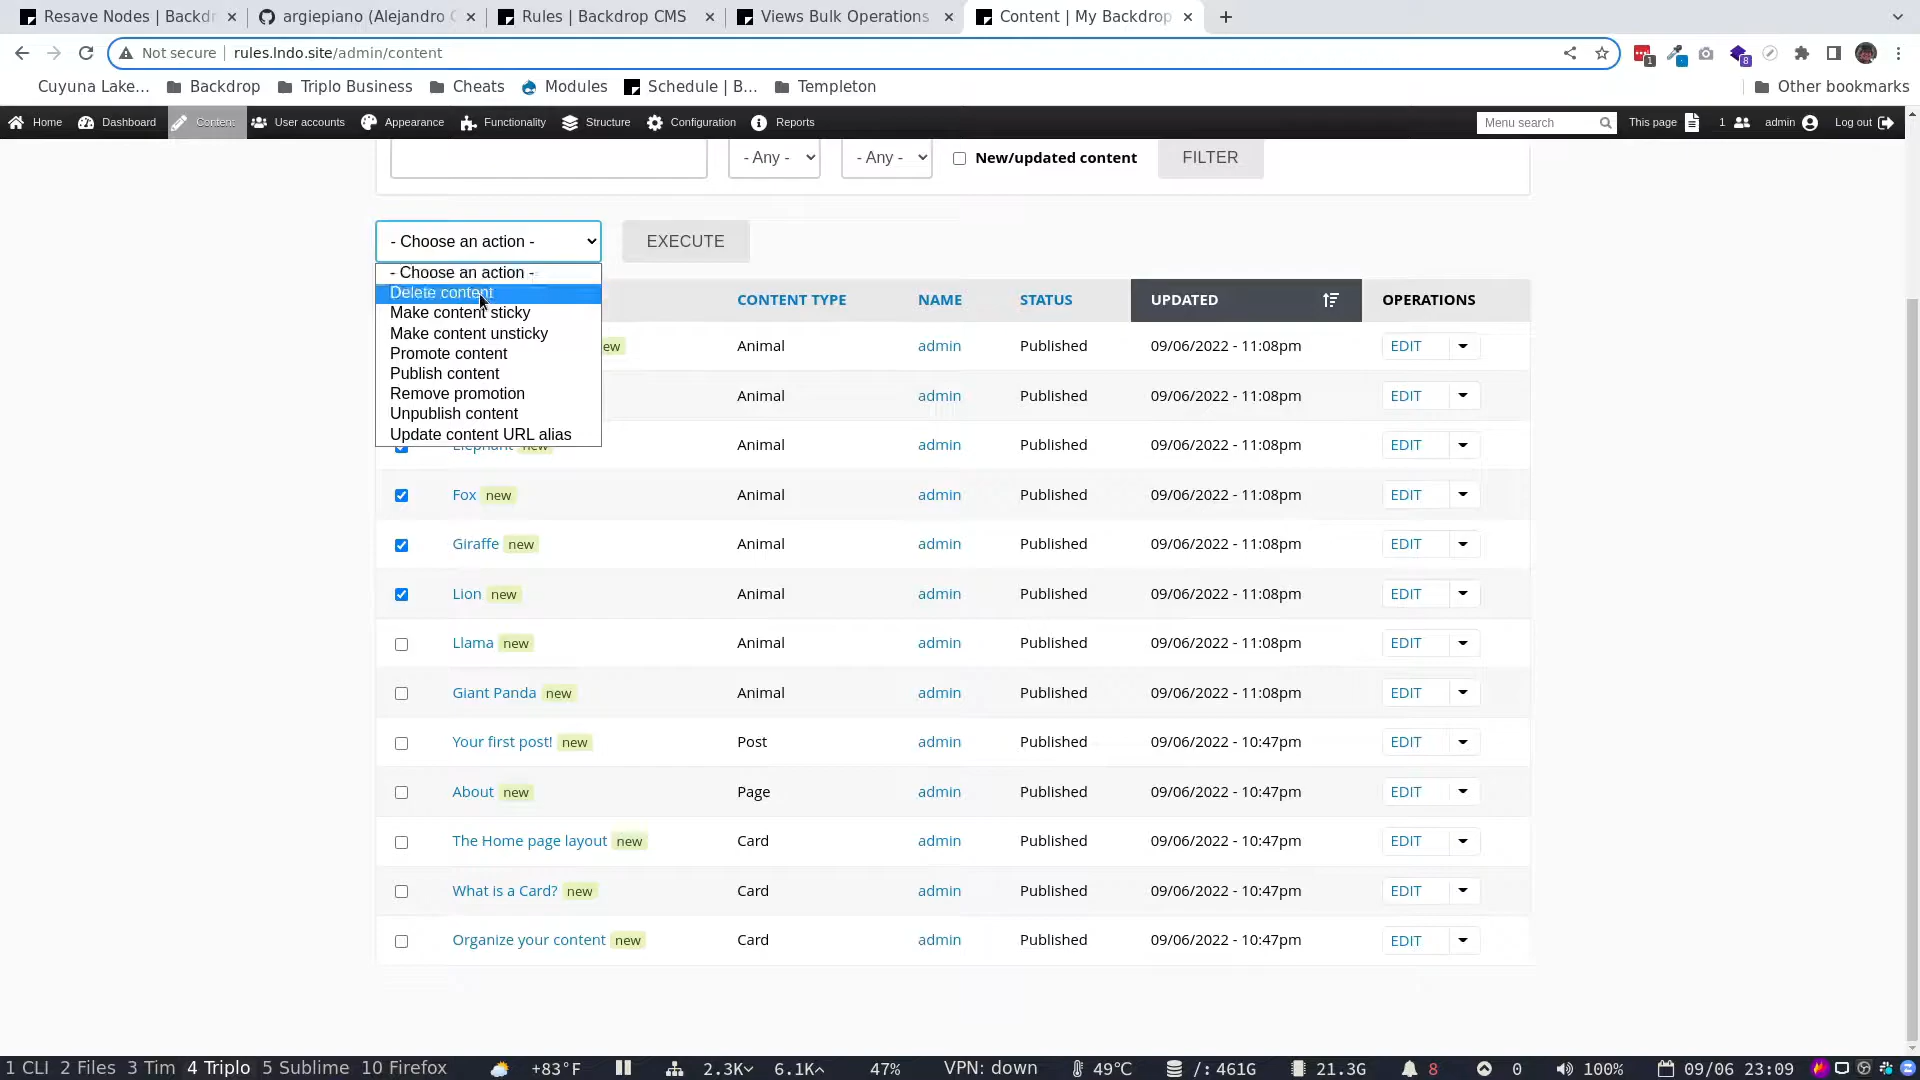 Resave Nodes | Backdr
argiepiano (Alejandro C
Rules | Backdrop CMS
Views Bulk Operations
Content | My Backdrop
Not secure
rules.lndo.site/admin/content
1
8
Cuyuna Lake...
Backdrop
Triplo Business
Cheats
Modules
Schedule | B...
Templeton
Other bookmarks
Home
Dashboard
Content
User accounts
Appearance
Functionality
Structure
Configuration
Reports
Menu search
This page
1
admin
Log out
- Any -
- Any -
New/updated content
FILTER
- Choose an action -
EXECUTE
- Choose an action -
Delete content
Make content sticky
Make content unsticky
Promote content
Publish content
Remove promotion
Unpublish content
Update content URL alias
CONTENT TYPE
NAME
STATUS
UPDATED
OPERATIONS
ew
Animal
admin
Published
09/06/2022 - 11:08pm
EDIT
Animal
admin
Published
09/06/2022 - 11:08pm
EDIT
Elephant new
Animal
admin
Published
09/06/2022 - 11:08pm
EDIT
Fox new
Animal
admin
Published
09/06/2022 - 11:08pm
EDIT
Giraffe new
Animal
admin
Published
09/06/2022 - 11:08pm
EDIT
Lion new
Animal
admin
Published
09/06/2022 - 11:08pm
EDIT
Llama new
Animal
admin
Published
09/06/2022 - 11:08pm
EDIT
Giant Panda new
Animal
admin
Published
09/06/2022 - 11:08pm
EDIT
Your first post! new
Post
admin
Published
09/06/2022 - 10:47pm
EDIT
About new
Page
admin
Published
09/06/2022 - 10:47pm
EDIT
The Home page layout new
Card
admin
Published
09/06/2022 - 10:47pm
EDIT
What is a Card? new
Card
admin
Published
09/06/2022 - 10:47pm
EDIT
Organize your content new
Card
admin
Published
09/06/2022 - 10:47pm
EDIT
1 CLI 2 Files 3 Tim 4 Triplo 5 Sublime 10 Firefox
+83°F
2.3K
6.1K
47%
VPN: down
49°C
/: 461G
21.3G
8
0
100%
09/06 23:09